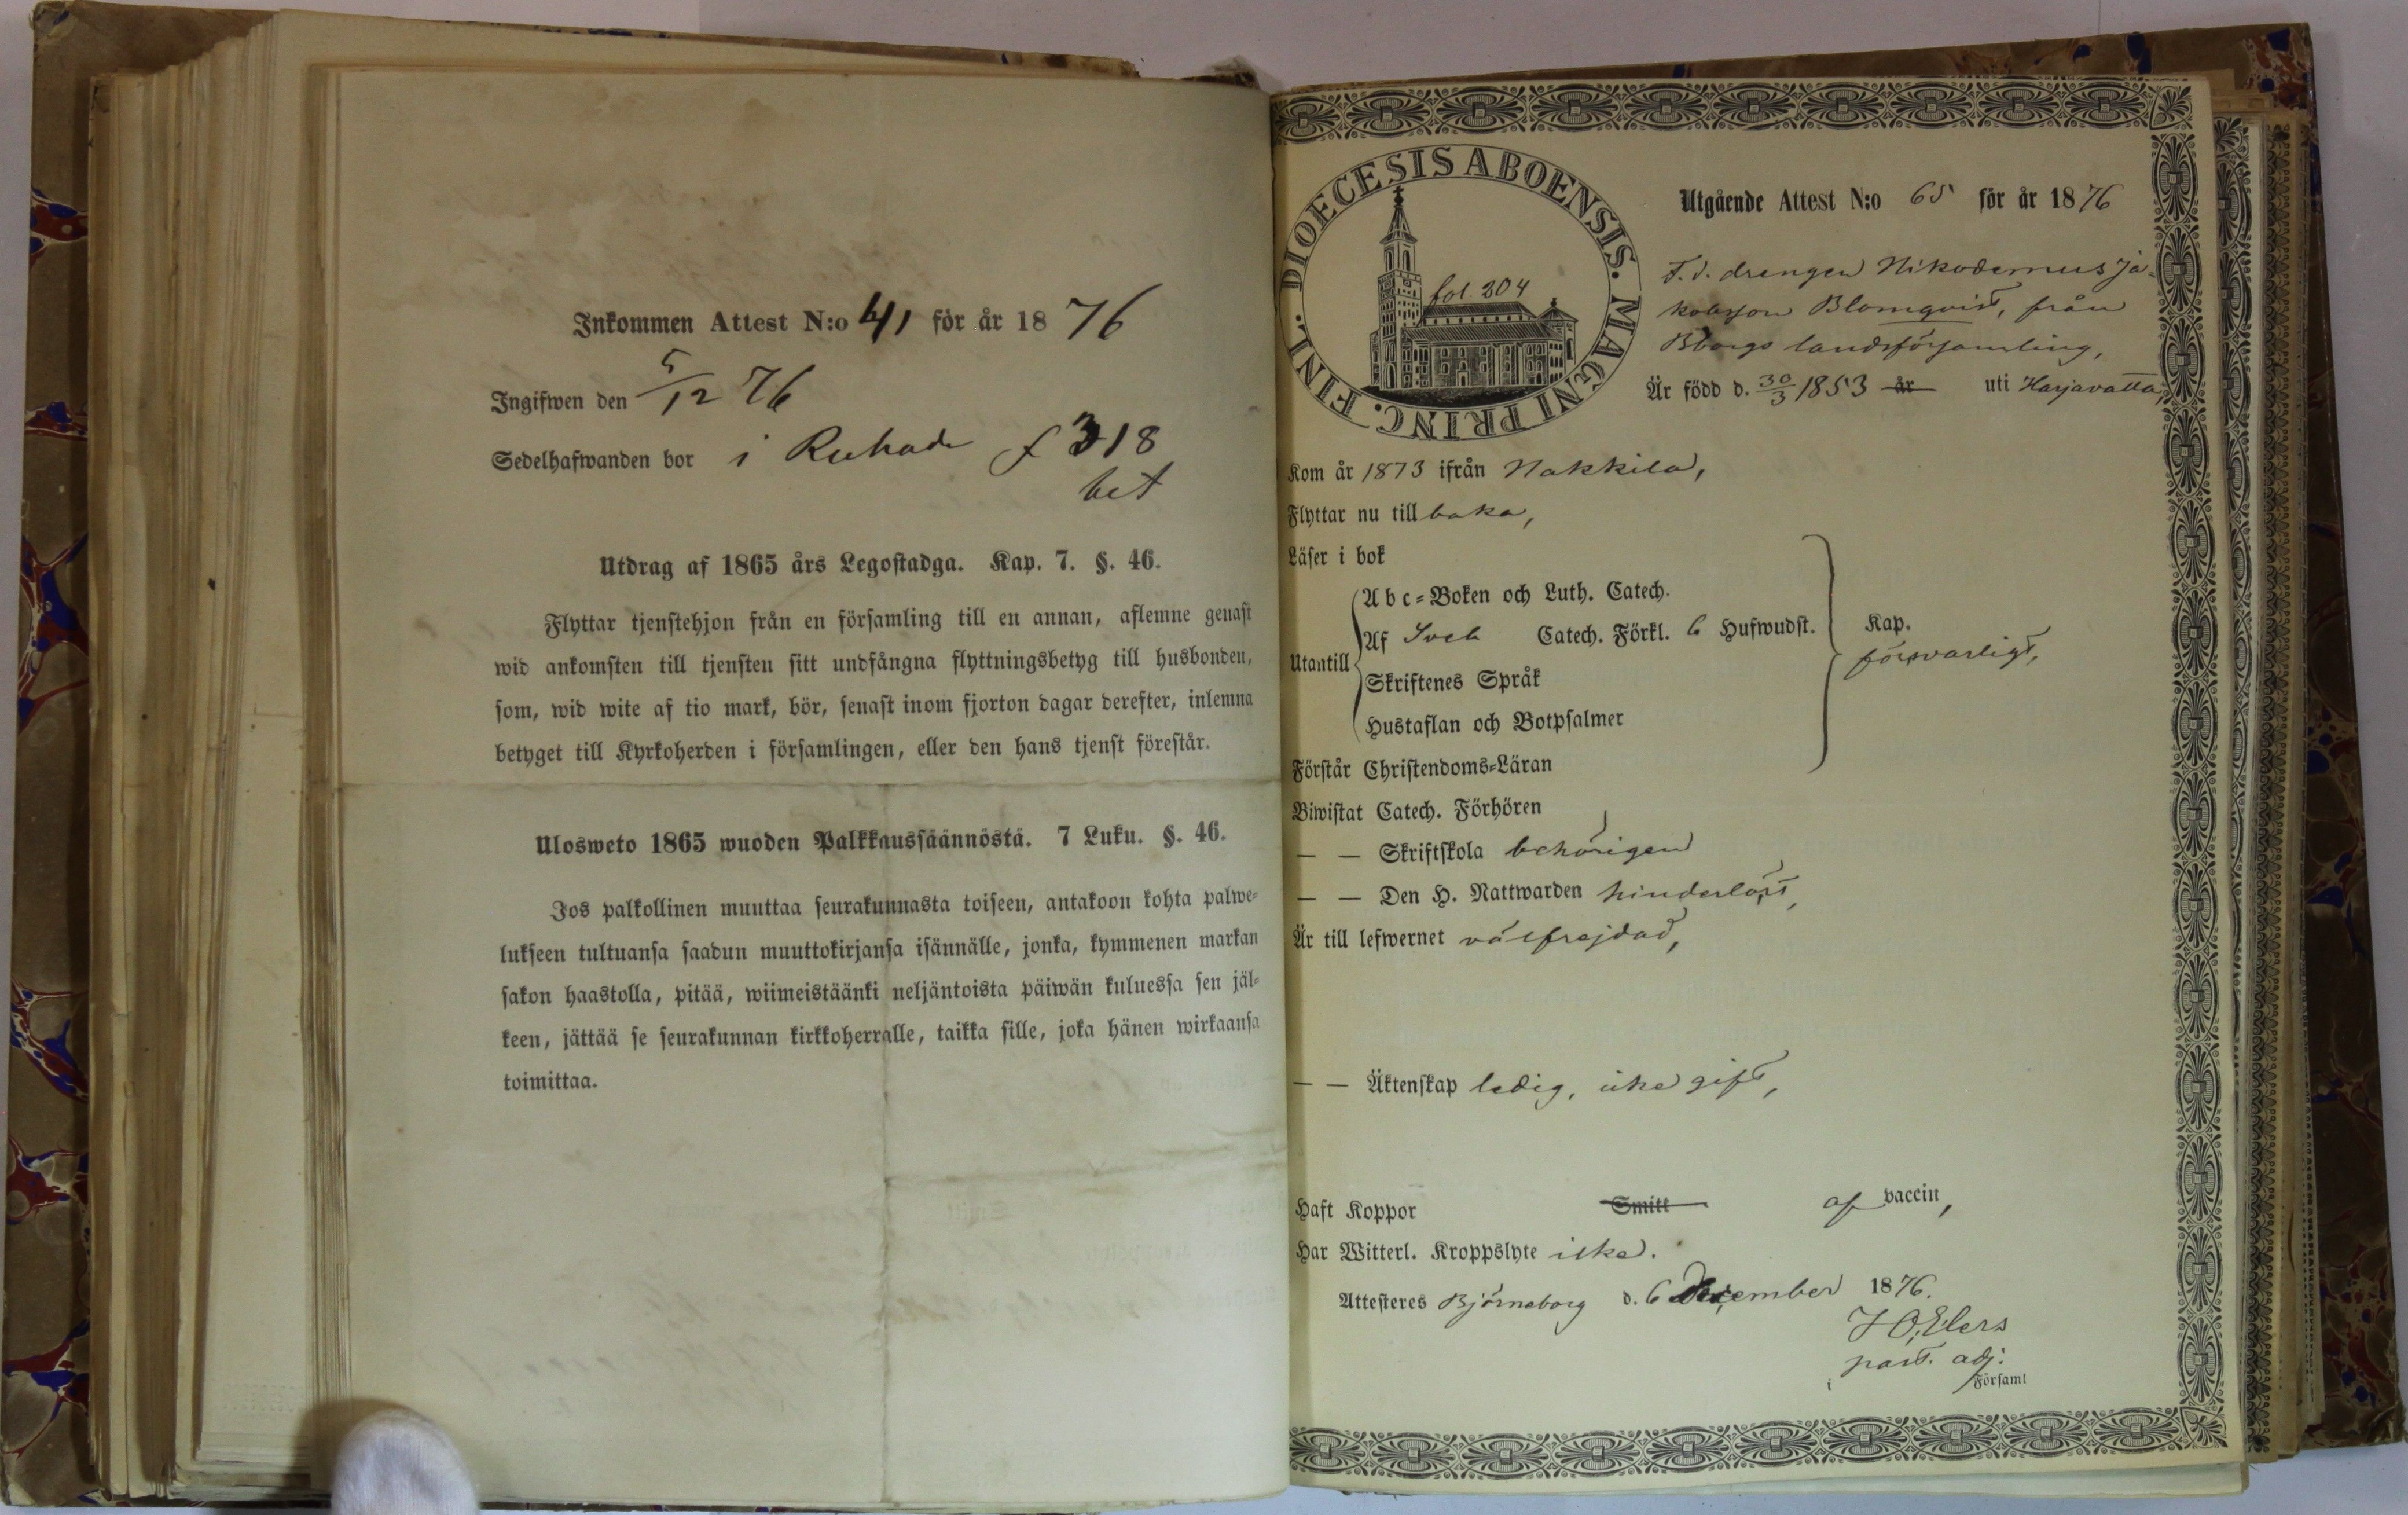 Inkommen Attest N:o 41 för år 1876
Ingifwen den 5/12 76
Sedelhafwanden bor i f 318
bet
Utdrag af 1865 års Legostadga. Kap. 7. §. 46.
Flyttar tjenstehjon från en församling till en annan, aflemne genast
wid ankomsten till tjensten sitt undfångna flyttningsbetyg till husbonden,
som, wid wite af tio mark, bör, senast inom fjorton dagar derefter, inlemna
betyget till Kyrkoherden i församlingen, eller den hans tjenst förestår.
Ulosweto 1865 wuoden Palkkaussäännöstä. 7 Luku. §. 46.
Jos palkollinen muuttaa seurakunnasta toiseen, antakoon kohta palwe-
lukseen tultuansa saadun muuttokirjansa isännälle, jonka, kymmenen markan
sakon haastolla, pitää, wiimeistäänki neljäntoista päiwän kuluessa sen jäl-
keen, jättää se seurakunnan kirkkoherralle, taikka sille, joka hänen wirkaansa
toimittaa.
DIOECESIS ABOENSIS. MAGNI PRINC. FINL.
fol. 204
Utgående Attest N:o 65 för år 1876
F. d. drengen Nikodemus Ja-
kobsson Blomqvist, från
Bborgs landsförsamling,
Är född d. 30/3 1853 år uti Harjavalta,
Kom år 1873 ifrån Nakkila,
Flyttar nu tillbaka,
Läser i bok
Abc-Boken och Luth. Catech.
Utantill Af Sveb Catech. Förkl. 6 Hufwudst. Kap.
försvarligt,
Skriftenes Språk
Hustaflan och Botpsalmer
Förstår Christendoms-Läran
Biwistat Catech. Förhören
— — Skriftskola behörigen
— — Den H. Nattwarden hinderlöst,
Är till lefwernet välfrejdad,
— — Äktenskap ledig, icke gift,
Haft Koppor Smitt af vaccin,
Har Witterl. Kroppslyte icke.
Attesteres Björneborg d. 6 December 1876.
J O, Elers
past. adj:
i Församl